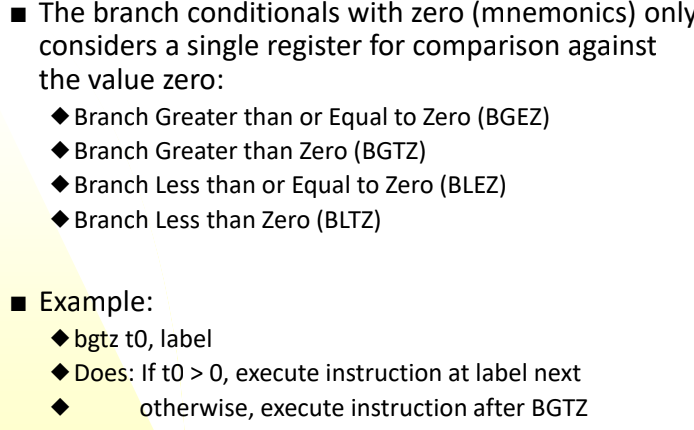 ■ The branch conditionals with zero (mnemonics) only
considers a single register for comparison against
the value zero:
◆ Branch Greater than or Equal to Zero (BGEZ)
◆ Branch Greater than Zero (BGTZ)
◆ Branch Less than or Equal to Zero (BLEZ)
◆ Branch Less than Zero (BLTZ)
■ Example:
◆ bgtz t0, label
◆ Does: If t0 > 0, execute instruction at label next
◆ otherwise, execute instruction after BGTZ